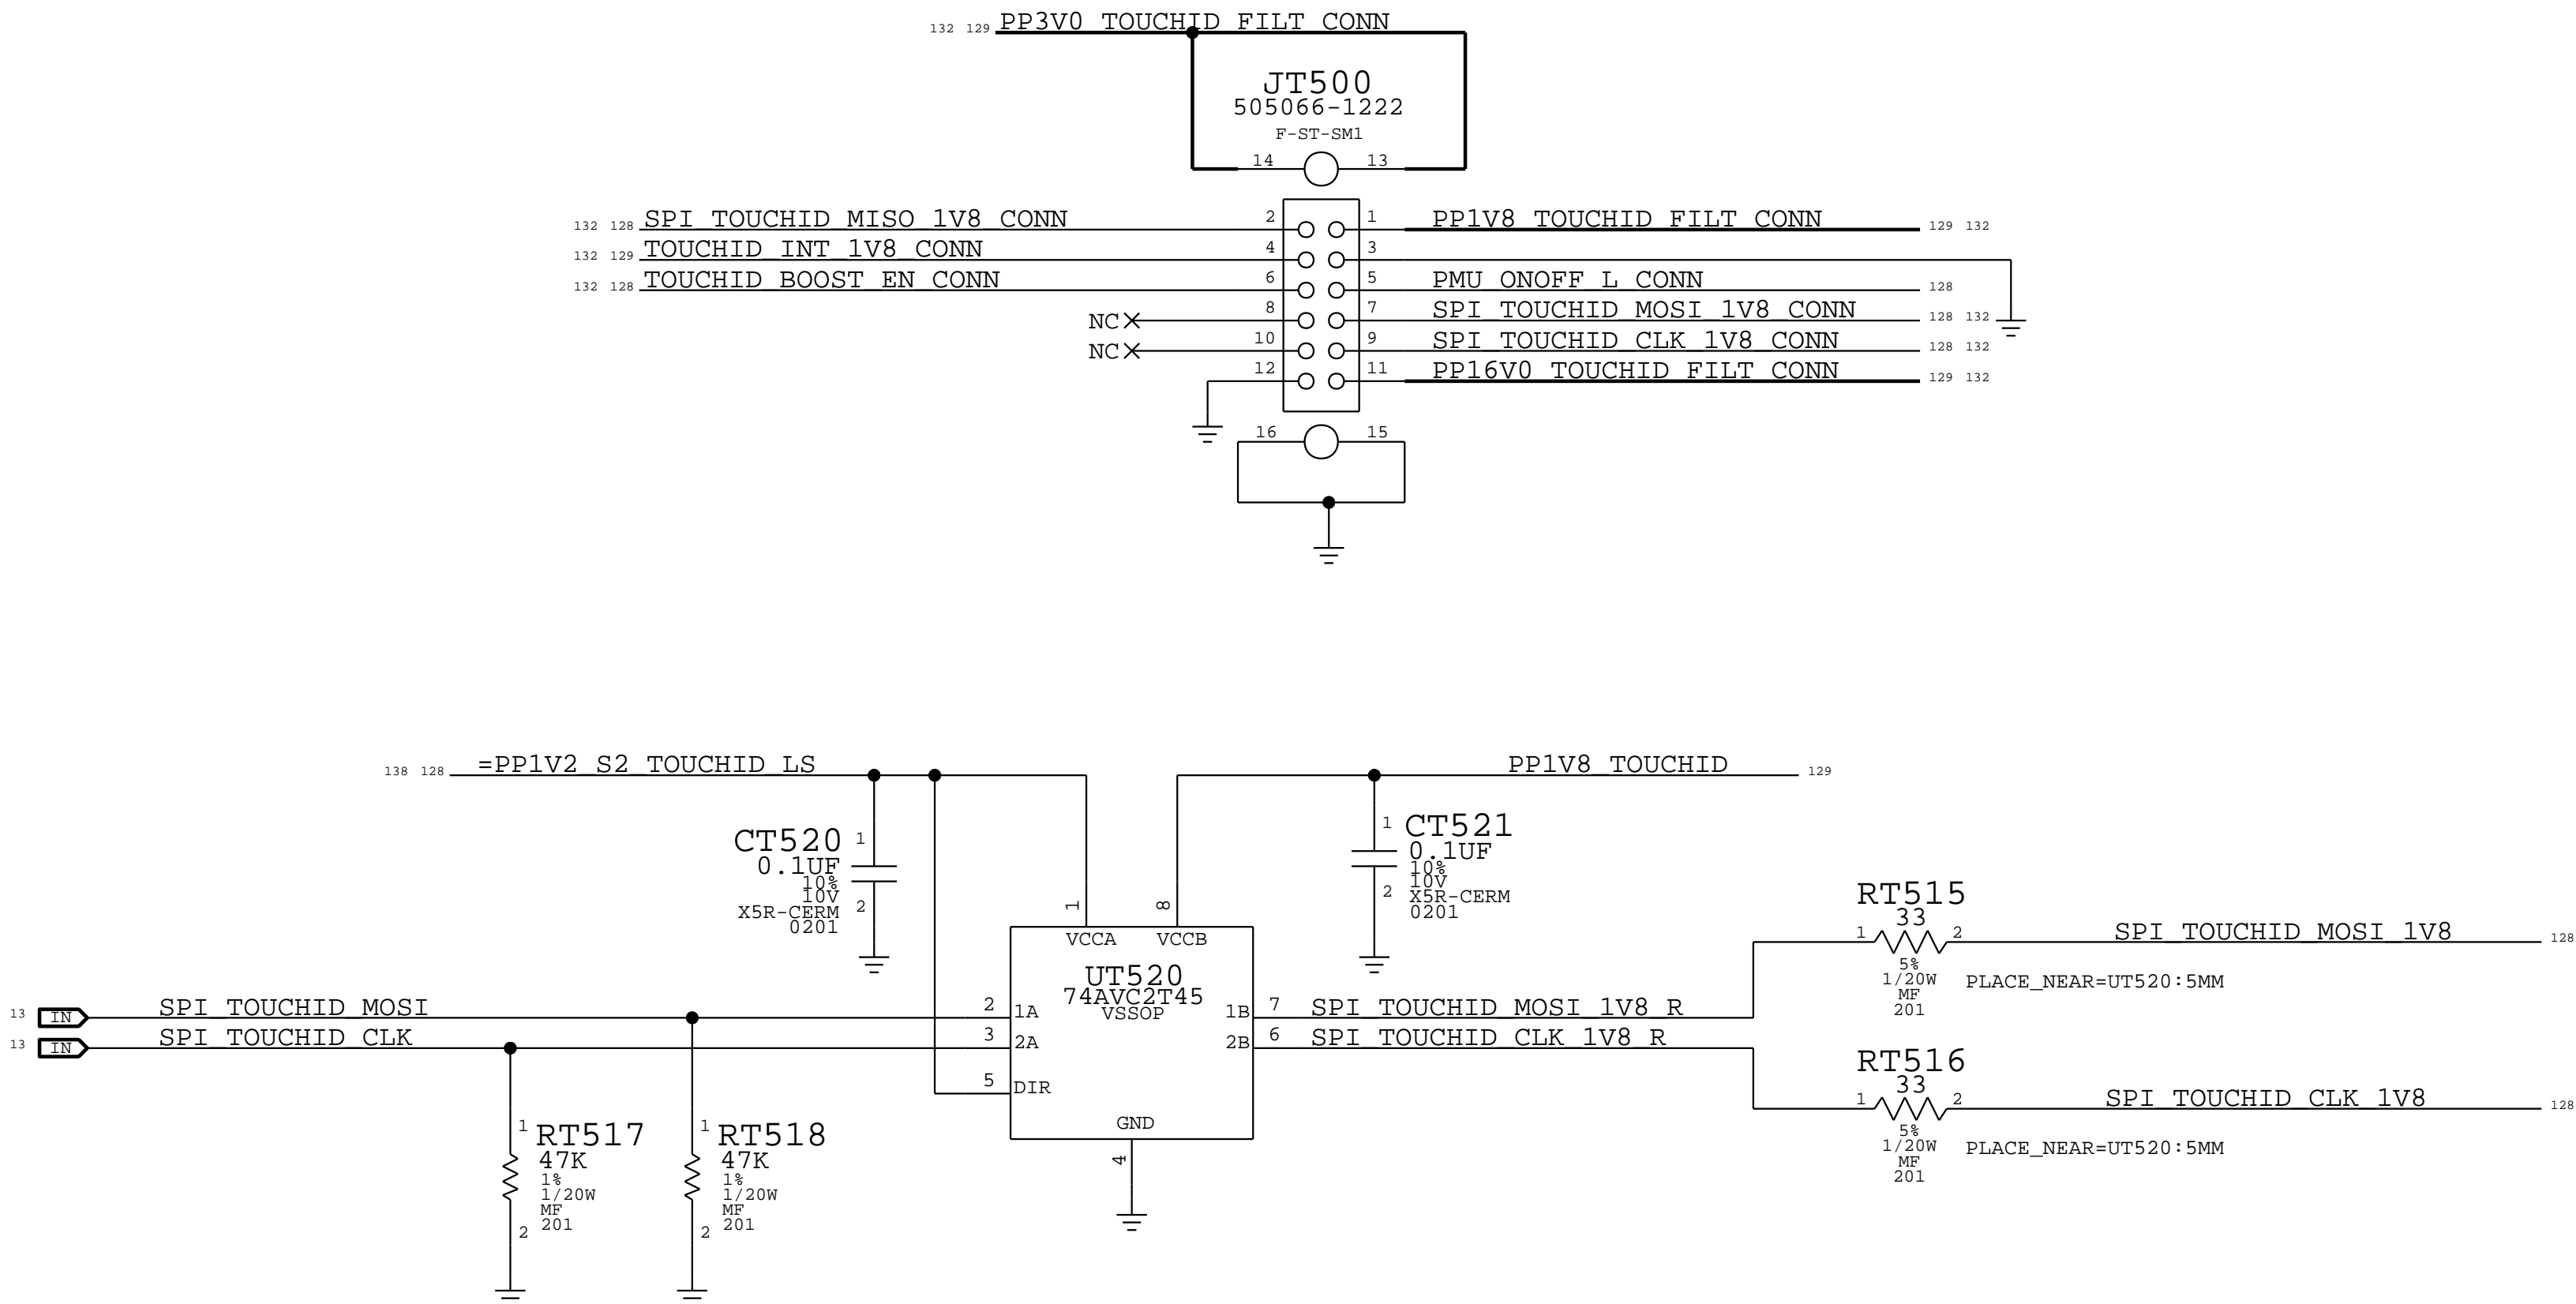 132 129 PP3V0_TOUCHID_FILT_CONN
JT500
505066-1222
F-ST-SM1
14 13
132 128 SPI_TOUCHID_MISO_1V8_CONN 2 1 PP1V8_TOUCHID_FILT_CONN 129 132
132 129 TOUCHID_INT_1V8_CONN 4 3
132 128 TOUCHID_BOOST_EN_CONN 6 5 PMU_ONOFF_L_CONN 128
NC 8 7 SPI_TOUCHID_MOSI_1V8_CONN 128 132
NC 10 9 SPI_TOUCHID_CLK_1V8_CONN 128 132
12 11 PP16V0_TOUCHID_FILT_CONN 129 132
16 15
138 128 =PP1V2_S2_TOUCHID_LS
PP1V8_TOUCHID 129
CT520 1
0.1UF
10%
10V
X5R-CERM 2
0201
1 CT521
0.1UF
10%
10V
2 X5R-CERM
0201
1 8
VCCA VCCB
UT520
74AVC2T45
VSSOP
13 IN SPI_TOUCHID_MOSI 2 1A 1B 7 SPI_TOUCHID_MOSI_1V8_R
13 IN SPI_TOUCHID_CLK 3 2A 2B 6 SPI_TOUCHID_CLK_1V8_R
5 DIR
GND
4
RT515
33
1 2 SPI_TOUCHID_MOSI_1V8 128
5%
1/20W
MF
201
PLACE_NEAR=UT520:5MM
RT516
33
1 2 SPI_TOUCHID_CLK_1V8 128
5%
1/20W
MF
201
PLACE_NEAR=UT520:5MM
1 RT517
47K
1%
1/20W
MF
201
2
1 RT518
47K
1%
1/20W
MF
201
2